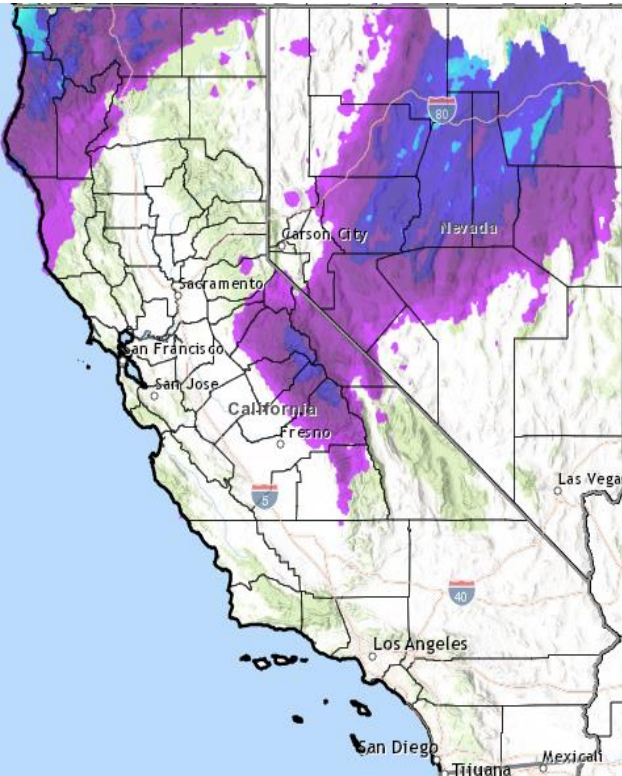 80
Nevada
Carson City
Sacramento
San Francisco
San Jose
California
Fresno
5
Las Vega
40
Los Angeles
San Diego
Tijuana
Mexicali